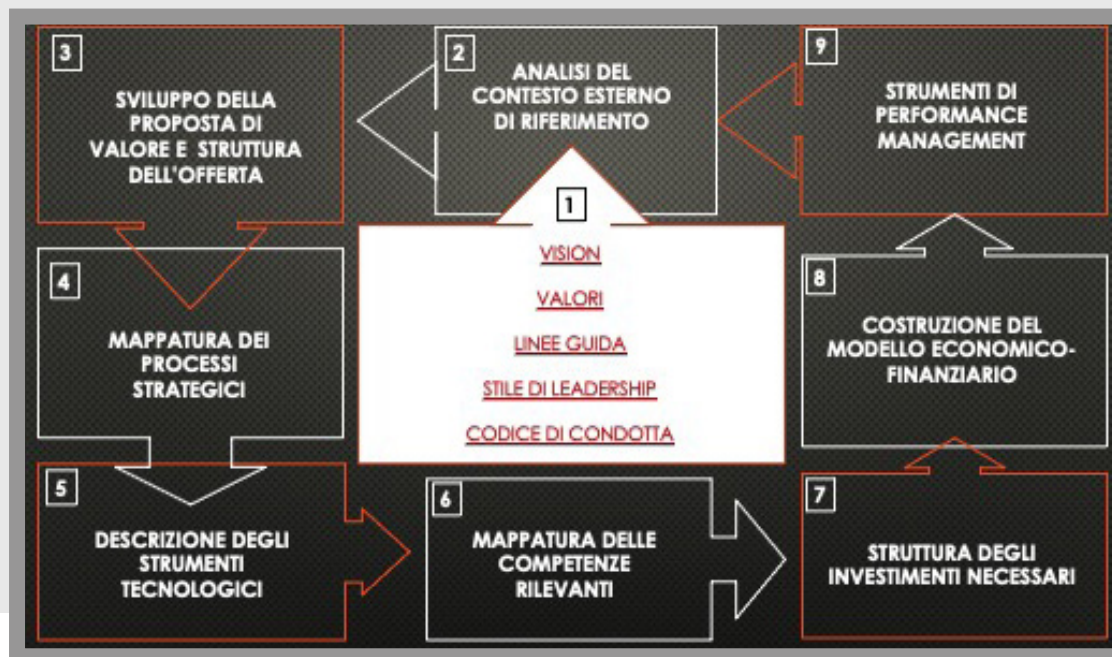 3
SVILUPPO DELLA
PROPOSTA DI
VALORE E STRUTTURA
DELL'OFFERTA
2
ANALISI DEL
CONTESTO ESTERNO
DI RIFERIMENTO
9
STRUMENTI DI
PERFORMANCE
MANAGEMENT
1
VISION
VALORI
LINEE GUIDA
STILE DI LEADERSHIP
CODICE DI CONDOTTA
4
MAPPATURA DEI
PROCESSI
STRATEGICI
8
COSTRUZIONE DEL
MODELLO ECONOMICO-
FINANZIARIO
5
DESCRIZIONE DEGLI
STRUMENTI
TECNOLOGICI
6
MAPPATURA DELLE
COMPETENZE
RILEVANTI
7
STRUTTURA DEGLI
INVESTIMENTI NECESSARI